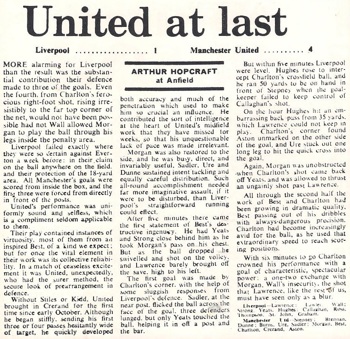 United at last
Liverpool ................ 1 Manchester United ......... 4
MORE alarming for Liverpool
than the result was the substan-
tial contribution their defence
made to three of the goals. Even
the fourth, from Charlton's fero-
cious right-foot shot, rising irre-
sistibly to the far top corner of
the net, would not have been pos-
sible had not Wall allowed Mor-
gan to play the ball through his
legs inside the penalty area.
Liverpool failed exactly where
they were so effective against Ever-
ton a week before: in their claim
on the ball anywhere on the field
and their protection of the 18-yard
area. All Manchester's goals were
scored from inside the box, and the
first three were forced from directly
in front of the posts.
United's performance was uni-
formly sound and selfless, which
is a compliment seldom applicable
to them.
Their play contained instances of
virtuosity, most of them from an
inspired Best, of a kind we expect;
but for once the vital element in
their work was its collective reliabi-
lity. In a match of ceaseless excite-
ment it was United, unexpectedly,
who had the surer method, the
secure look of prearrangement in
defence.
Without Stiles or Kidd, United
brought in Crerand for the first
time since early October. Although
he began stiffly, sending his first
three or four passes hesitantly wide
of target, he quickly developed
ARTHUR HOPCRAFT
at Anfield
both accuracy and much of the
penetration which used to make
him so crucial an influence. He
contributed the sort of intelligence
at the heart of United's midfield
work that they have missed for
weeks, so that his unquestionable
lack of pace was made irrelevant.
Morgan was also restored to the
side, and he was busy, direct, and
invariably useful. Sadler, Ure and
Dunne sustained intent tackling and
equally careful distribution. Such
all-round accomplishment needed
far more imaginative assault, if it
were to be disturbed, than Liver-
pool's straightforward running
could effect.
After five minutes there came
the first statement of Best's des-
tructive ingenuity. He had Yeats
and Strong close behind him as he
took Morgan's pass on his chest.
But the ball dropped, he
swivelled and shot on the volley,
and Lawrence barely brought off
the save, high to his left.
The first goal was made by
Charlton's corner, with the help of
some sluggish responses from
Liverpool's defence. Sadler, at the
near post, flicked the ball across the
face of the goal, three defenders
lunged, but only Yeats touched the
ball, helping it in off a post and
the bar.
But within five minutes Liverpool
were level. Hughes rose to inter-
cept Charlton's crossfield ball, and
ran 50 yards to be on hand in
front of Stepney when the goal-
keeper failed to keep control of
Callaghan's shot.
On the hour Hughes hit an em-
barrassing back pass from 35 yards,
which Lawrence could not keep in
play. Charlton's corner found
Aston unmarked on the other side
of the goal, and Ure stuck out one
long leg to hit the quick cross into
the goal.
Again, Morgan was unobstructed
when Charlton's shot came back
off Yeats, and was allowed to thrust
an ungainly shot past Lawrence.
All through the second half the
work of Best and Charlton had
been growing in dramatic quality.
Best passing out of his dribbles
with always-dangerous precision,
Charlton had become increasingly
avid for the ball, as he used that
extraordinary speed to reach scor-
ing positions.
With six minutes to go Charlton
crowned his performance with a
goal of characteristic, spectacular
power: a one-two exchange with
Morgan, Wall's insecurity, the shot
that Lawrence, like the rest of us,
must have seen only as a blur.
Liverpool—Lawrence; Lawler, Wall;
Strong, Yeats, Hughes, Callaghan, Ross,
Thompson, St. John, Graham.
Manchester United—Stepney; Brennan,
Dunne; Burns, Ure, Sadler; Morgan, Best,
Charlton, Crerand, Aston.